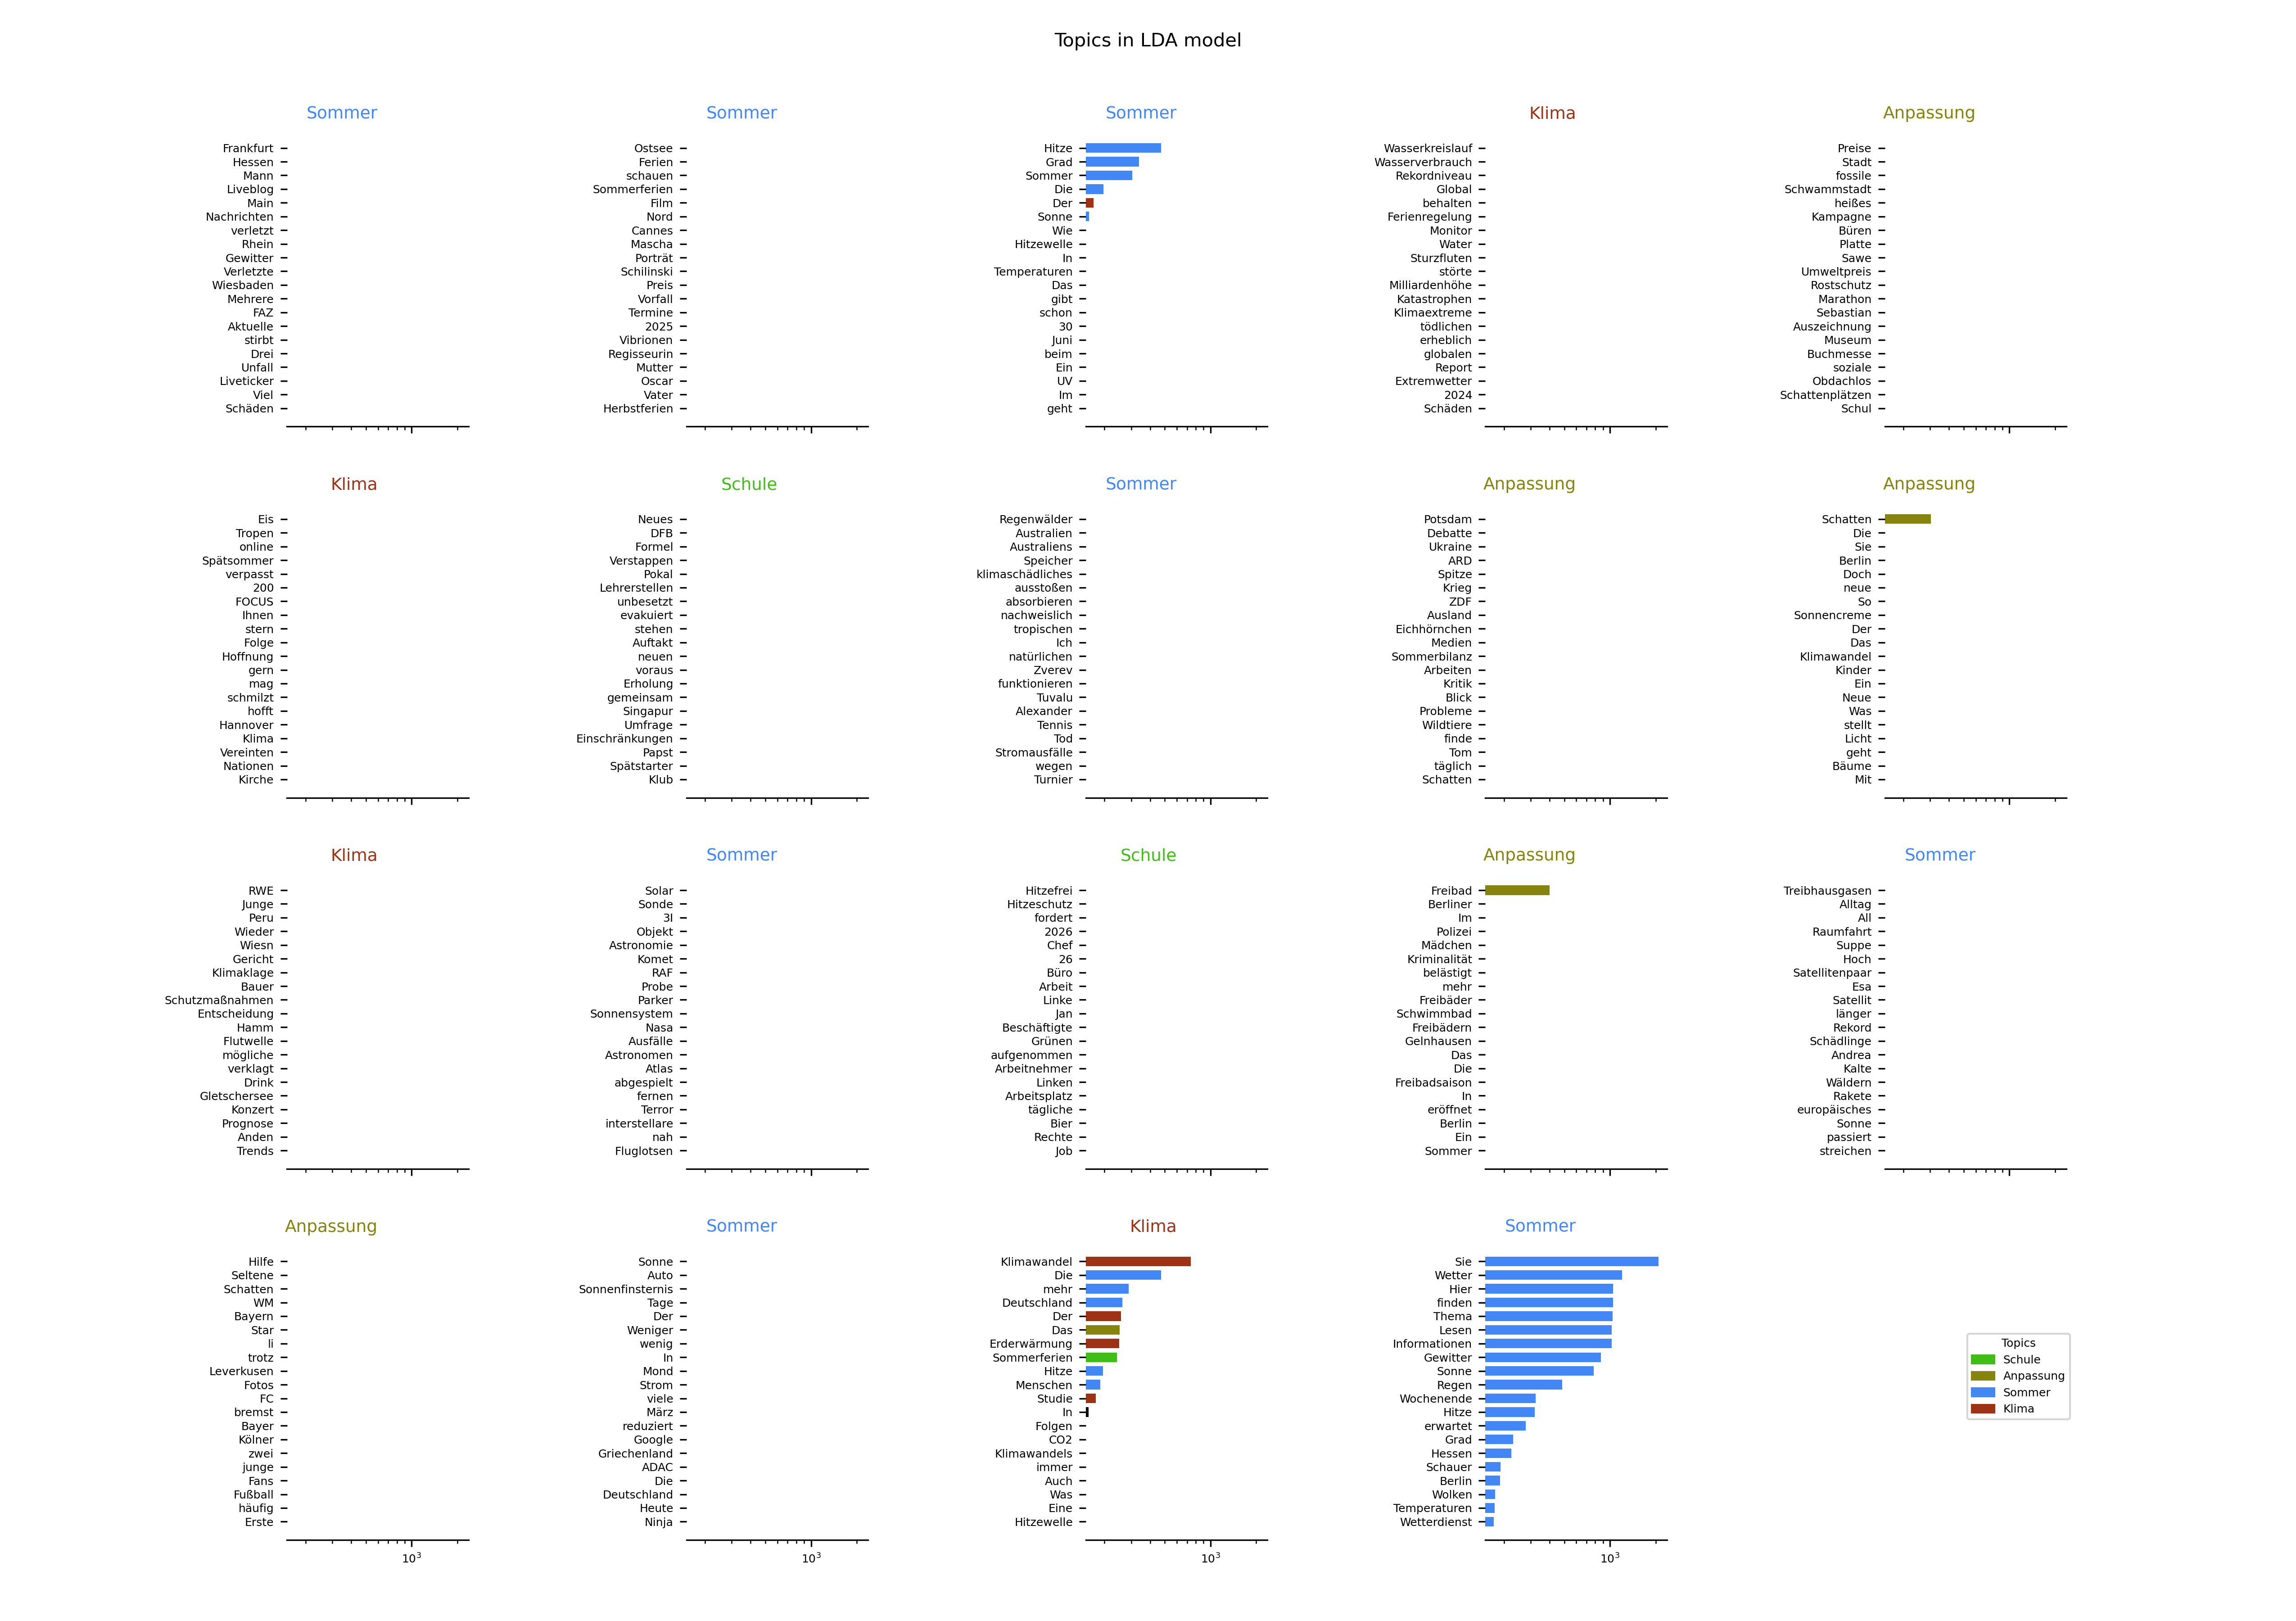 Topics in LDA model
Sommer
Frankfurt
Hessen
Mann
Liveblog
Main
Nachrichten
verletzt
Rhein
Gewitter
Verletzte
Wiesbaden
Mehrere
FAZ
Aktuelle
stirbt
Drei
Unfall
Liveticker
Viel
Schäden
Sommer
Ostsee
Ferien
schauen
Sommerferien
Film
Nord
Cannes
Mascha
Porträt
Schilinski
Preis
Vorfall
Termine
2025
Vibrionen
Regisseurin
Mutter
Oscar
Vater
Herbstferien
Sommer
Hitze
Grad
Sommer
Die
Der
Sonne
Wie
Hitzewelle
In
Temperaturen
Das
gibt
schon
30
Juni
beim
Ein
UV
Im
geht
Klima
Wasserkreislauf
Wasserverbrauch
Rekordniveau
Global
behalten
Ferienregelung
Monitor
Water
Sturzfluten
störte
Milliardenhöhe
Katastrophen
Klimaextreme
tödlichen
erheblich
globalen
Report
Extremwetter
2024
Schäden
Anpassung
Preise
Stadt
fossile
Schwammstadt
heißes
Kampagne
Büren
Platte
Sawe
Umweltpreis
Rostschutz
Marathon
Sebastian
Auszeichnung
Museum
Buchmesse
soziale
Obdachlos
Schattenplätzen
Schul
Klima
Eis
Tropen
online
Spätsommer
verpasst
200
FOCUS
Ihnen
stern
Folge
Hoffnung
gern
mag
schmilzt
hofft
Hannover
Klima
Vereinten
Nationen
Kirche
Schule
Neues
DFB
Formel
Verstappen
Pokal
Lehrerstellen
unbesetzt
evakuiert
stehen
Auftakt
neuen
voraus
Erholung
gemeinsam
Singapur
Umfrage
Einschränkungen
Papst
Spätstarter
Klub
Sommer
Regenwälder
Australien
Australiens
Speicher
klimaschädliches
ausstoßen
absorbieren
nachweislich
tropischen
Ich
natürlichen
Zverev
funktionieren
Tuvalu
Alexander
Tennis
Tod
Stromausfälle
wegen
Turnier
Anpassung
Potsdam
Debatte
Ukraine
ARD
Spitze
Krieg
ZDF
Ausland
Eichhörnchen
Medien
Sommerbilanz
Arbeiten
Kritik
Blick
Probleme
Wildtiere
finde
Tom
täglich
Schatten
Anpassung
Schatten
Die
Sie
Berlin
Doch
neue
So
Sonnencreme
Der
Das
Klimawandel
Kinder
Ein
Neue
Was
stellt
Licht
geht
Bäume
Mit
Klima
RWE
Junge
Peru
Wieder
Wiesn
Gericht
Klimaklage
Bauer
Schutzmaßnahmen
Entscheidung
Hamm
Flutwelle
mögliche
verklagt
Drink
Gletschersee
Konzert
Prognose
Anden
Trends
Sommer
Solar
Sonde
3I
Objekt
Astronomie
Komet
RAF
Probe
Parker
Sonnensystem
Nasa
Ausfälle
Astronomen
Atlas
abgespielt
fernen
Terror
interstellare
nah
Fluglotsen
Schule
Hitzefrei
Hitzeschutz
fordert
2026
Chef
26
Büro
Arbeit
Linke
Jan
Beschäftigte
Grünen
aufgenommen
Arbeitnehmer
Linken
Arbeitsplatz
tägliche
Bier
Rechte
Job
Anpassung
Freibad
Berliner
Im
Polizei
Mädchen
Kriminalität
belästigt
mehr
Freibäder
Schwimmbad
Freibädern
Gelnhausen
Das
Die
Freibadsaison
In
eröffnet
Berlin
Ein
Sommer
Sommer
Treibhausgasen
Alltag
All
Raumfahrt
Suppe
Hoch
Satellitenpaar
Esa
Satellit
länger
Rekord
Schädlinge
Andrea
Kalte
Wäldern
Rakete
europäisches
Sonne
passiert
streichen
Anpassung
Hilfe
Seltene
Schatten
WM
Bayern
Star
li
trotz
Leverkusen
Fotos
FC
bremst
Bayer
Kölner
zwei
junge
Fans
Fußball
häufig
Erste
10³
Sommer
Sonne
Auto
Sonnenfinsternis
Tage
Der
Weniger
wenig
In
Mond
Strom
viele
März
reduziert
Google
Griechenland
ADAC
Die
Deutschland
Heute
Ninja
10³
Klima
Klimawandel
Die
mehr
Deutschland
Der
Das
Erderwärmung
Sommerferien
Hitze
Menschen
Studie
In
Folgen
CO2
Klimawandels
immer
Auch
Was
Eine
Hitzewelle
10³
Sommer
Sie
Wetter
Hier
finden
Thema
Lesen
Informationen
Gewitter
Sonne
Regen
Wochenende
Hitze
erwartet
Grad
Hessen
Schauer
Berlin
Wolken
Temperaturen
Wetterdienst
10³
Topics
Schule
Anpassung
Sommer
Klima